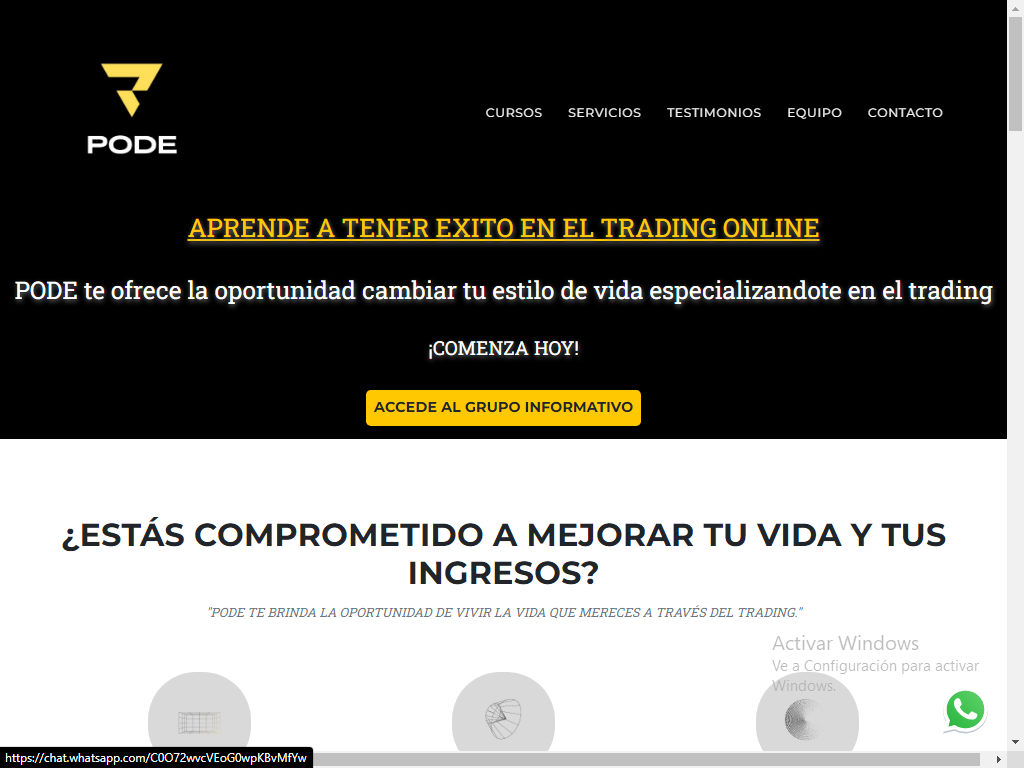 PODE
CURSOS SERVICIOS TESTIMONIOS EQUIPO CONTACTO
APRENDE A TENER EXITO EN EL TRADING ONLINE
PODE te ofrece la oportunidad cambiar tu estilo de vida especializandote en el trading
¡COMENZA HOY!
ACCEDE AL GRUPO INFORMATIVO
¿ESTÁS COMPROMETIDO A MEJORAR TU VIDA Y TUS
INGRESOS?
"PODE TE BRINDA LA OPORTUNIDAD DE VIVIR LA VIDA QUE MERECES A TRAVÉS DEL TRADING."
Activar Windows
Ve a Configuración para activar
Windows.
https://chat.whatsapp.com/C0O72wvcVEoG0wpKBvMfYw